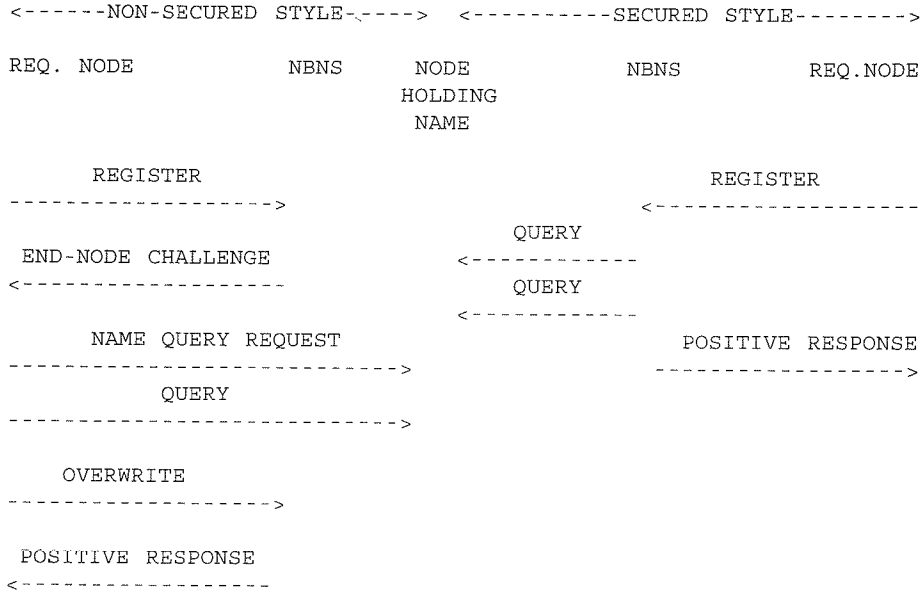 <------NON-SECURED STYLE-----> <----------SECURED STYLE-------->
REQ. NODE NBNS NODE NBNS REQ.NODE
HOLDING
NAME
REGISTER REGISTER
-------------------> <-------------------
QUERY
END-NODE CHALLENGE <------------
<------------------- QUERY
<------------
NAME QUERY REQUEST POSITIVE RESPONSE
----------------------------> ------------------>
QUERY
---------------------------->
OVERWRITE
------------------->
POSITIVE RESPONSE
<------------------